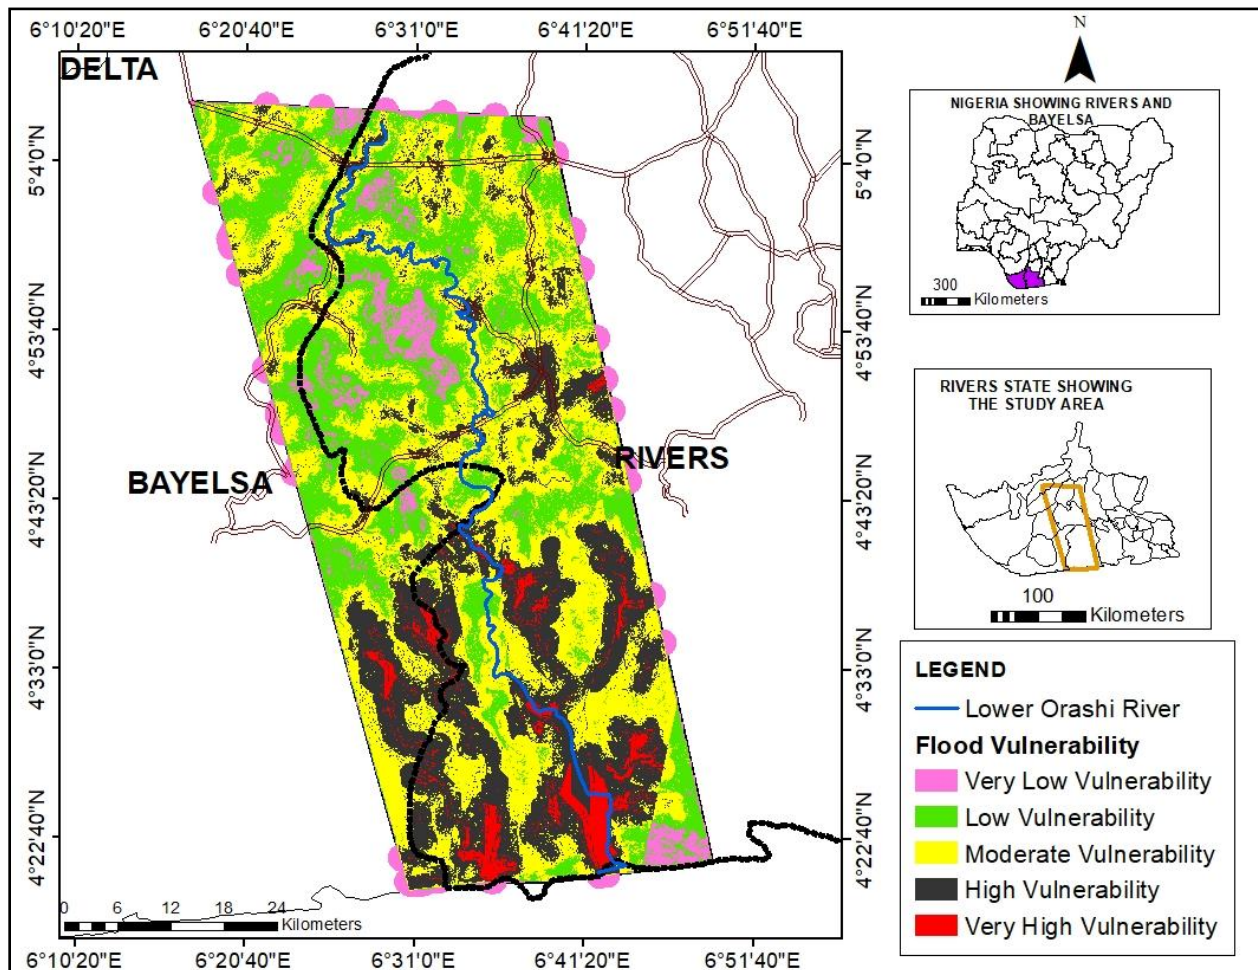 6°10'20"E 6°20'40"E 6°31'0"E 6°41'20"E 6°51'40"E
N
DELTA
NIGERIA SHOWING RIVERS AND
BAYELSA
300
Kilometers
5°4'0"N
5°4'0"N
4°53'40"N
4°53'40"N
RIVERS STATE SHOWING
THE STUDY AREA
100
Kilometers
RIVERS
BAYELSA
4°43'20"N
4°43'20"N
4°33'0"N
4°33'0"N
4°22'40"N
4°22'40"N
LEGEND
Lower Orashi River
Flood Vulnerability
Very Low Vulnerability
Low Vulnerability
Moderate Vulnerability
High Vulnerability
Very High Vulnerability
0 6 12 18 24
Kilometers
6°10'20"E 6°20'40"E 6°31'0"E 6°41'20"E 6°51'40"E